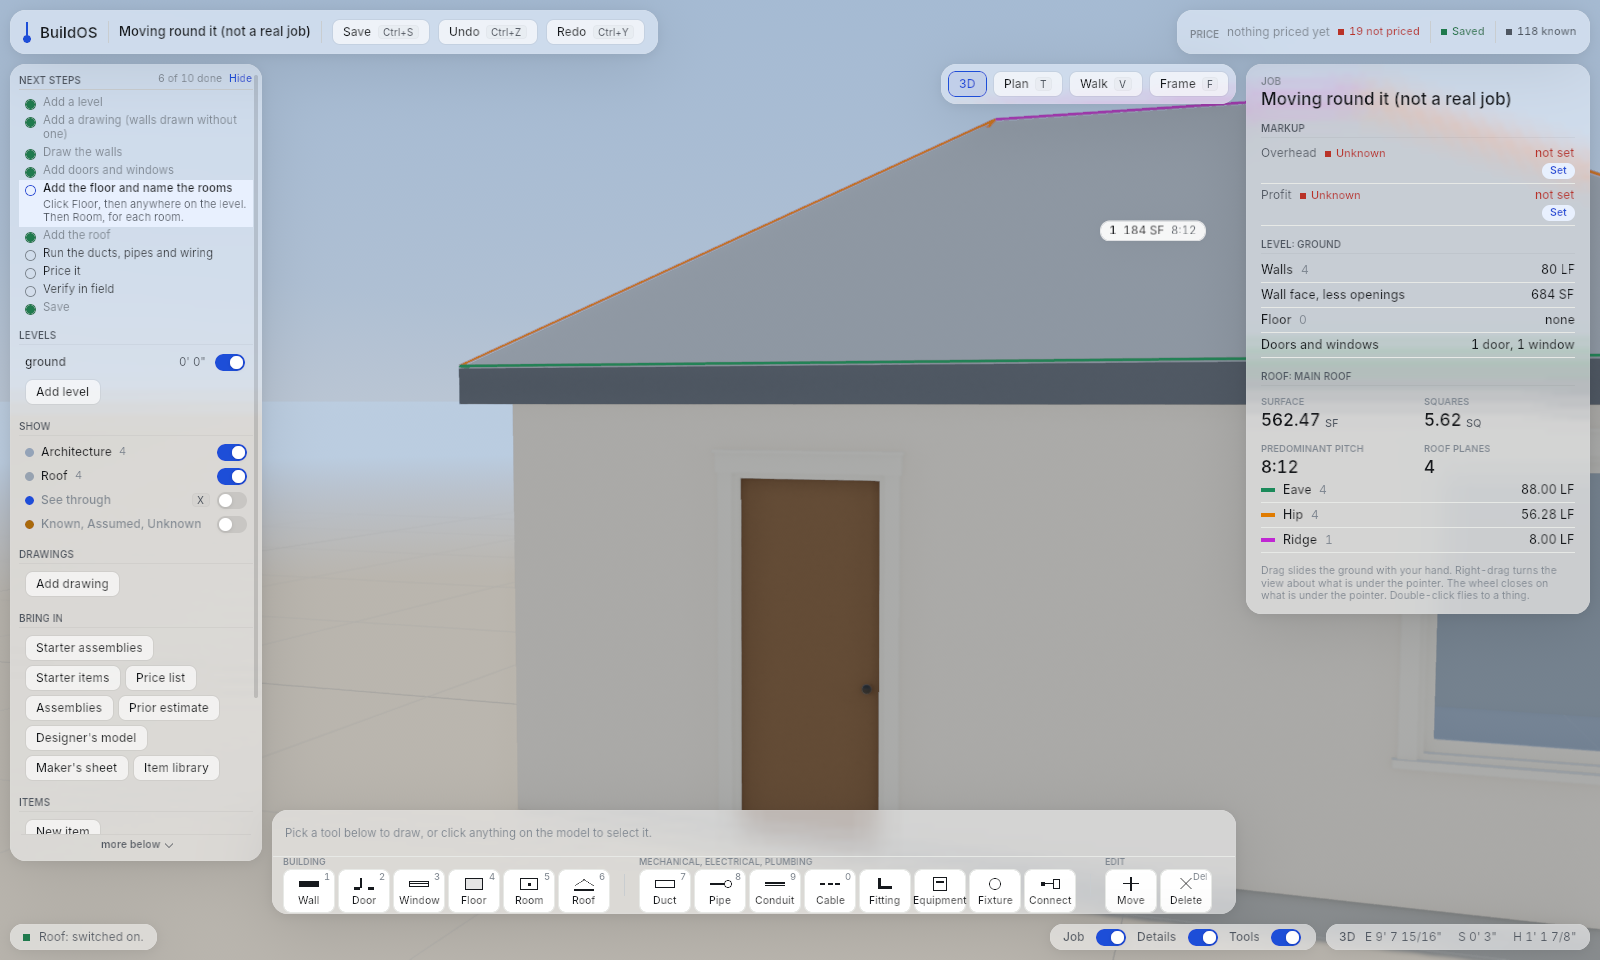 BuildOS
Moving round it (not a real job)
Save Ctrl+S
Undo Ctrl+Z
Redo Ctrl+Y
PRICE nothing priced yet 19 not priced
Saved
118 known
NEXT STEPS 6 of 10 done Hide
Add a level
Add a drawing (walls drawn without
one)
Draw the walls
Add doors and windows
Add the floor and name the rooms
Click Floor, then anywhere on the level.
Then Room, for each room.
Add the roof
Run the ducts, pipes and wiring
Price it
Verify in field
Save
LEVELS
ground 0' 0"
Add level
SHOW
Architecture 4
Roof 4
See through X
Known, Assumed, Unknown
DRAWINGS
Add drawing
BRING IN
Starter assemblies
Starter items Price list
Assemblies Prior estimate
Designer's model
Maker's sheet Item library
ITEMS
New item
more below
3D
Plan T
Walk V
Frame F
1 184 SF 8:12
JOB
Moving round it (not a real job)
MARKUP
Overhead Unknown not set
Set
Profit Unknown not set
Set
LEVEL: GROUND
Walls 4 80 LF
Wall face, less openings 684 SF
Floor 0 none
Doors and windows 1 door, 1 window
ROOF: MAIN ROOF
SURFACE SQUARES
562.47 SF 5.62 SQ
PREDOMINANT PITCH ROOF PLANES
8:12 4
Eave 4 88.00 LF
Hip 4 56.28 LF
Ridge 1 8.00 LF
Drag slides the ground with your hand. Right-drag turns the
view about what is under the pointer. The wheel closes on
what is under the pointer. Double-click flies to a thing.
Pick a tool below to draw, or click anything on the model to select it.
BUILDING MECHANICAL, ELECTRICAL, PLUMBING EDIT
1 2 3 4 5 6 7 8 9 0 Del
Wall Door Window Floor Room Roof Duct Pipe Conduit Cable Fitting Equipment Fixture Connect Move Delete
Roof: switched on.
Job Details Tools
3D E 9' 7 15/16" S 0' 3" H 1' 1 7/8"